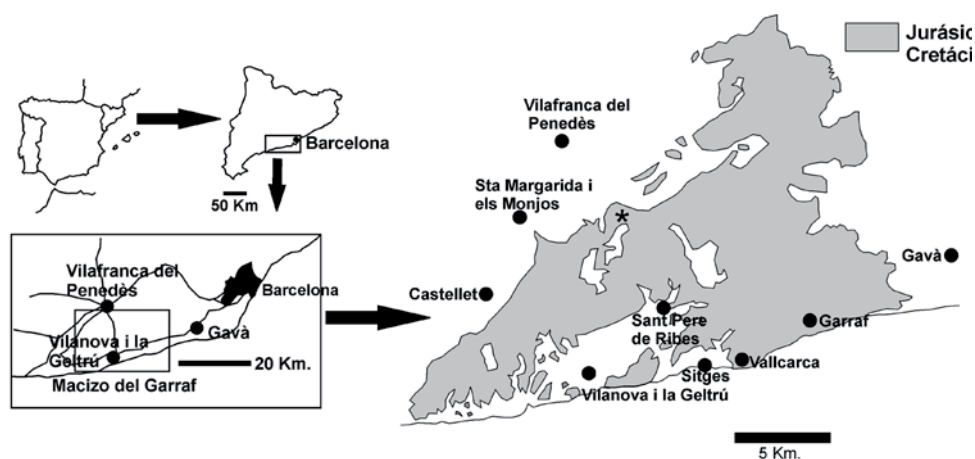 Jurásic
Cretáci
Vilafranca del
Penedès
Barcelona
Sta Margarida i
els Monjos
50 Km
*
Gavà
Vilafranca del
Penedès
Barcelona
Castellet
Gavà
Sant Pere
de Ribes
Garraf
Vilanova i la
Geltrú
20 Km.
Macizo del Garraf
Sitges
Vallcarca
Vilanova i la Geltrú
5 Km.